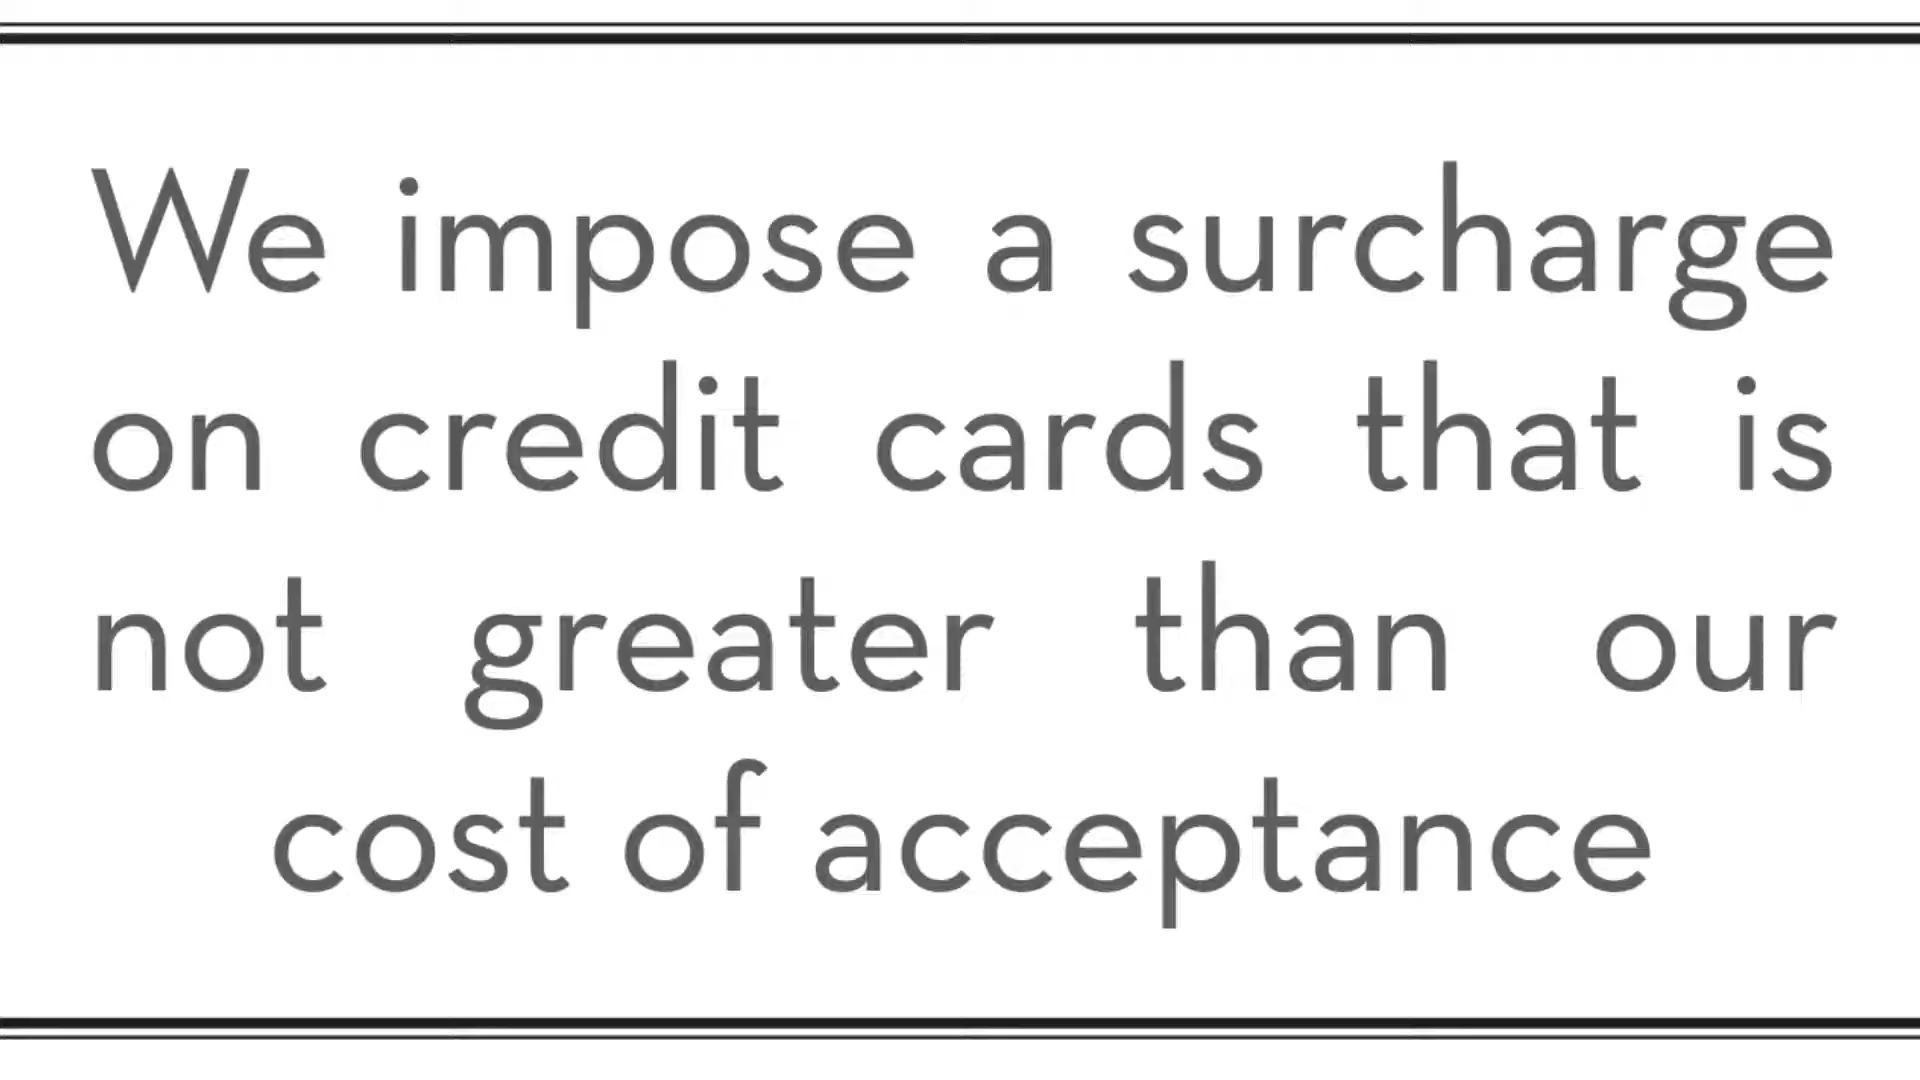 We impose a surcharge
on credit cards that is
not greater than our
cost of acceptance